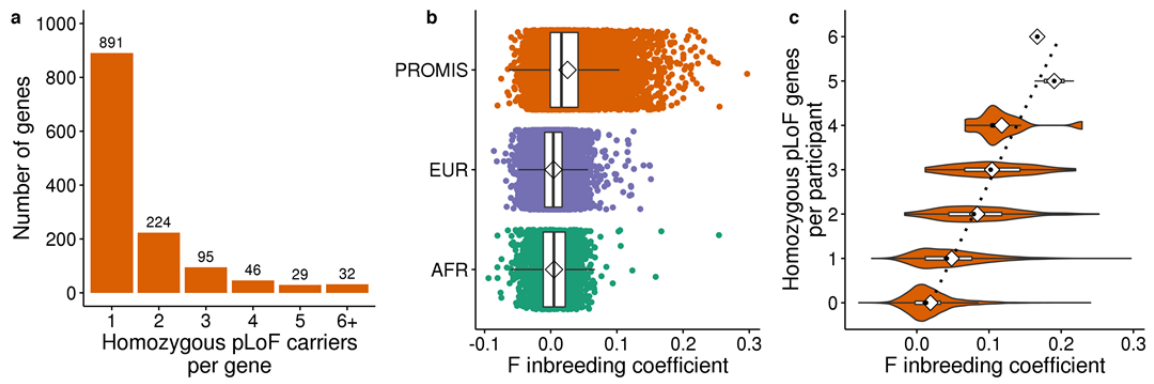 a
1000
800
600
400
200
0
Number of genes
891
224
95
46
29
32
1 2 3 4 5 6+
Homozygous pLoF carriers
per gene
b
PROMIS
EUR
AFR
-0.1 0.0 0.1 0.2 0.3
F inbreeding coefficient
c
Homozygous pLoF genes
per participant
6
5
4
3
2
1
0
0.0 0.1 0.2 0.3
F inbreeding coefficient